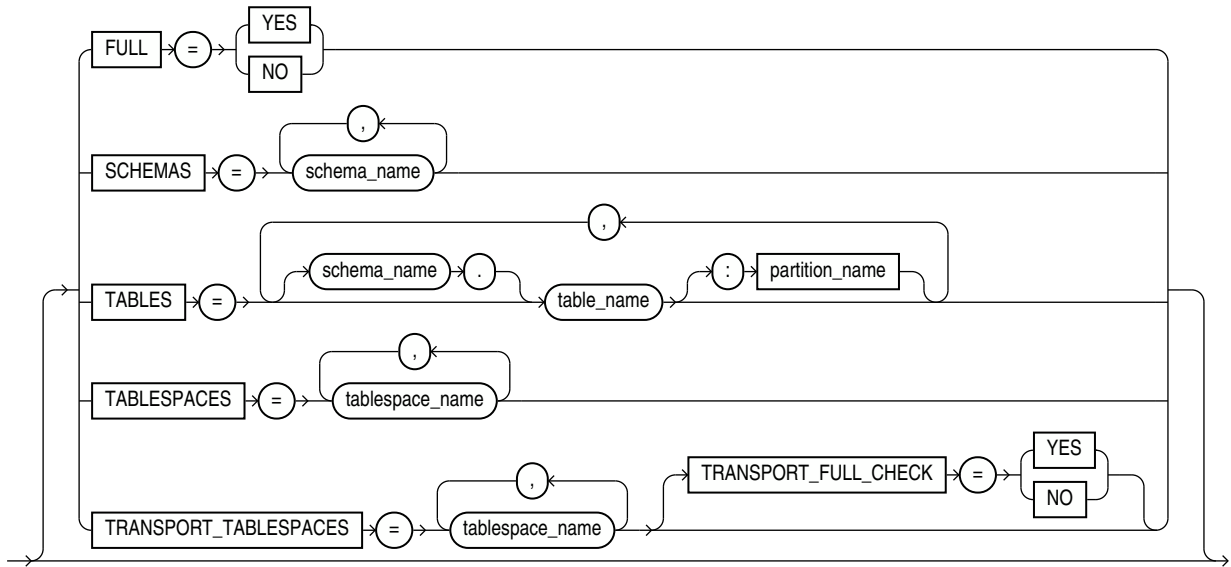 YES
FULL =
NO
,
SCHEMAS = schema_name
,
schema_name . : partition_name
TABLES = table_name
,
TABLESPACES = tablespace_name
YES
, TRANSPORT_FULL_CHECK =
NO
TRANSPORT_TABLESPACES = tablespace_name